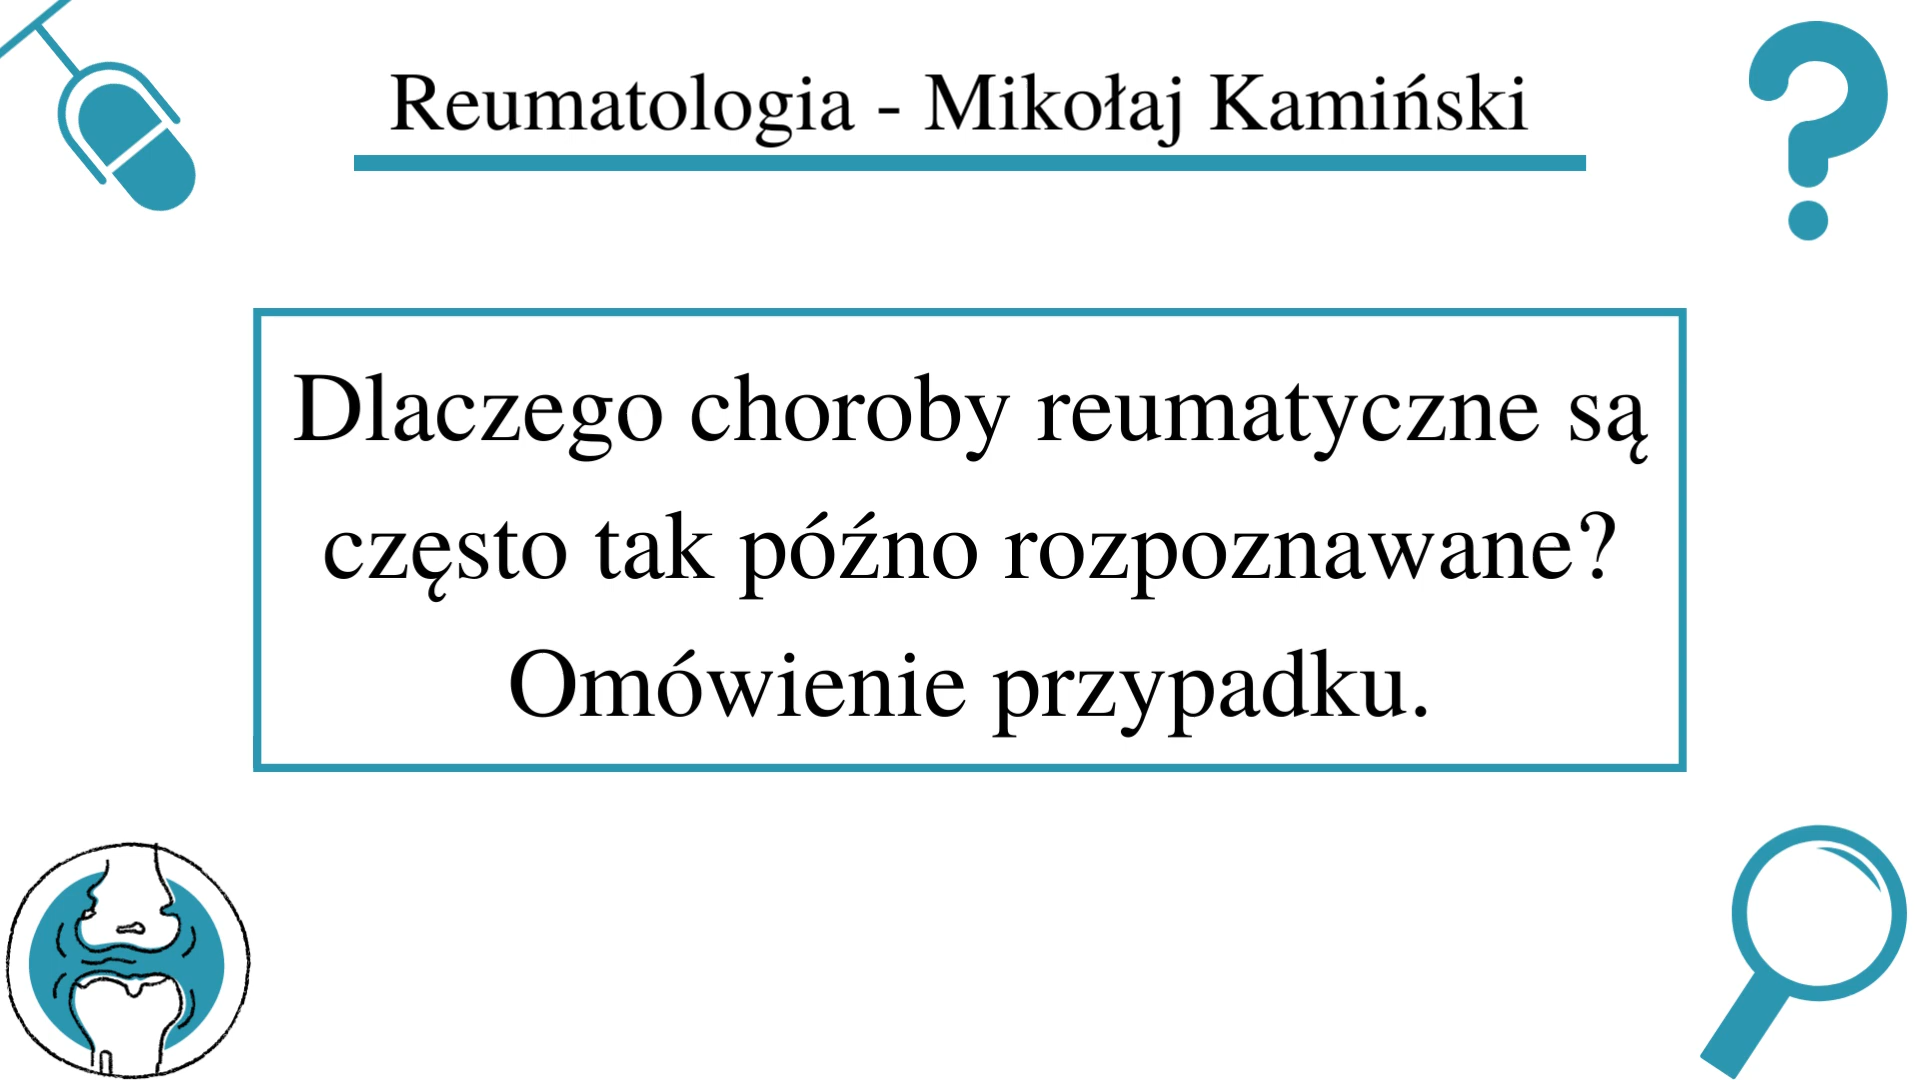 Reumatologia - Mikołaj Kamiński
Dlaczego choroby reumatyczne są
często tak późno rozpoznawane?
Omówienie przypadku.